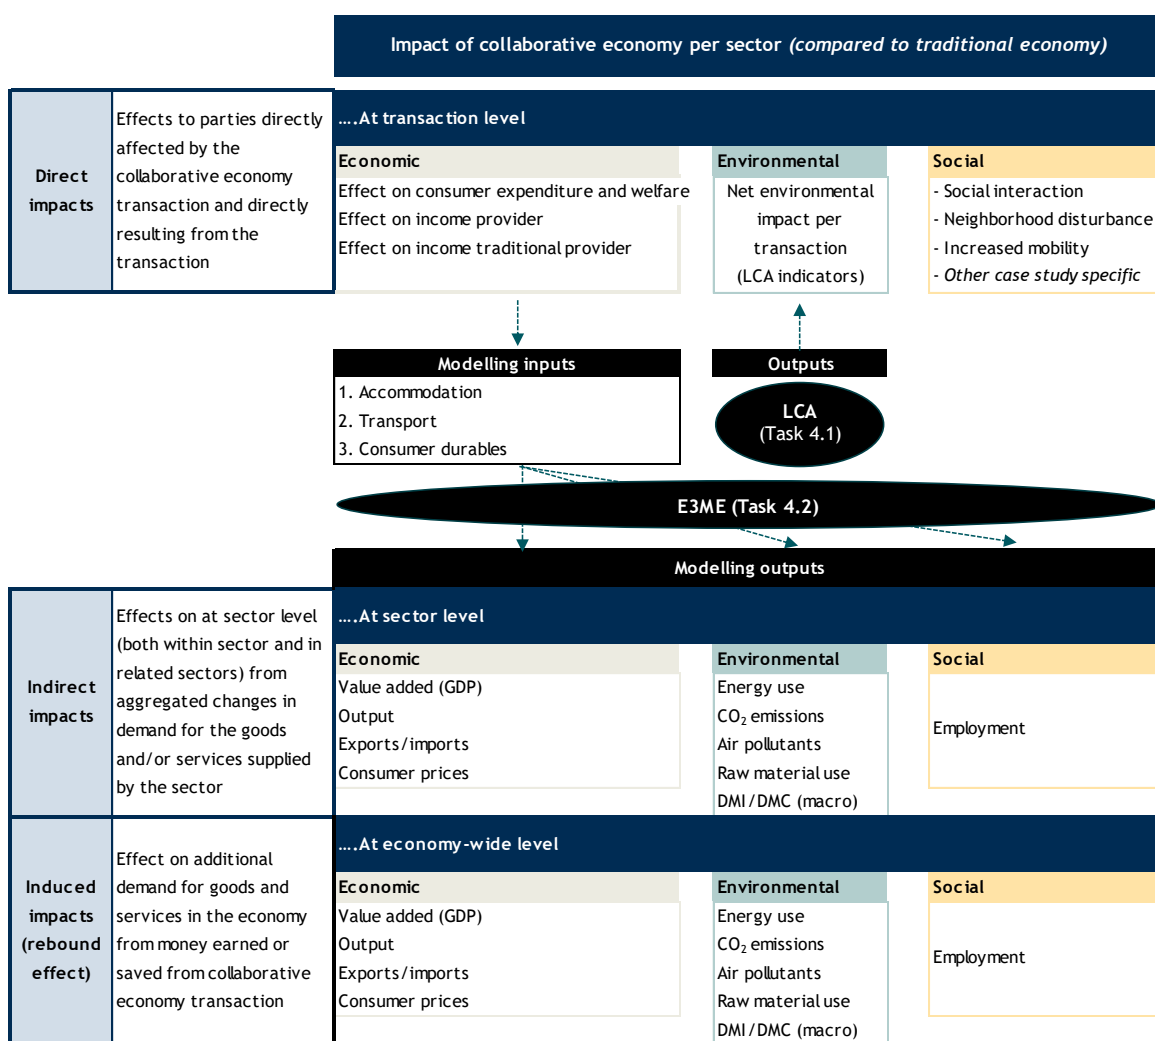 Impact of collaborative economy per sector (compared to traditional economy)
Direct
impacts
Effects to parties directly
affected by the
collaborative economy
transaction and directly
resulting from the
transaction
….At transaction level
Economic
Effect on consumer expenditure and welfare
Effect on income provider
Effect on income traditional provider
Environmental
Net environmental
impact per
transaction
(LCA indicators)
Social
- Social interaction
- Neighborhood disturbance
- Increased mobility
- Other case study specific
Modelling inputs
1. Accommodation
2. Transport
3. Consumer durables
Outputs
LCA
(Task 4.1)
E3ME (Task 4.2)
Modelling outputs
Indirect
impacts
Effects on at sector level
(both within sector and in
related sectors) from
aggregated changes in
demand for the goods
and/or services supplied
by the sector
….At sector level
Economic
Value added (GDP)
Output
Exports/imports
Consumer prices
Environmental
Energy use
CO₂ emissions
Air pollutants
Raw material use
DMI/DMC (macro)
Social
Employment
Induced
impacts
(rebound
effect)
Effect on additional
demand for goods and
services in the economy
from money earned or
saved from collaborative
economy transaction
….At economy-wide level
Economic
Value added (GDP)
Output
Exports/imports
Consumer prices
Environmental
Energy use
CO₂ emissions
Air pollutants
Raw material use
DMI/DMC (macro)
Social
Employment